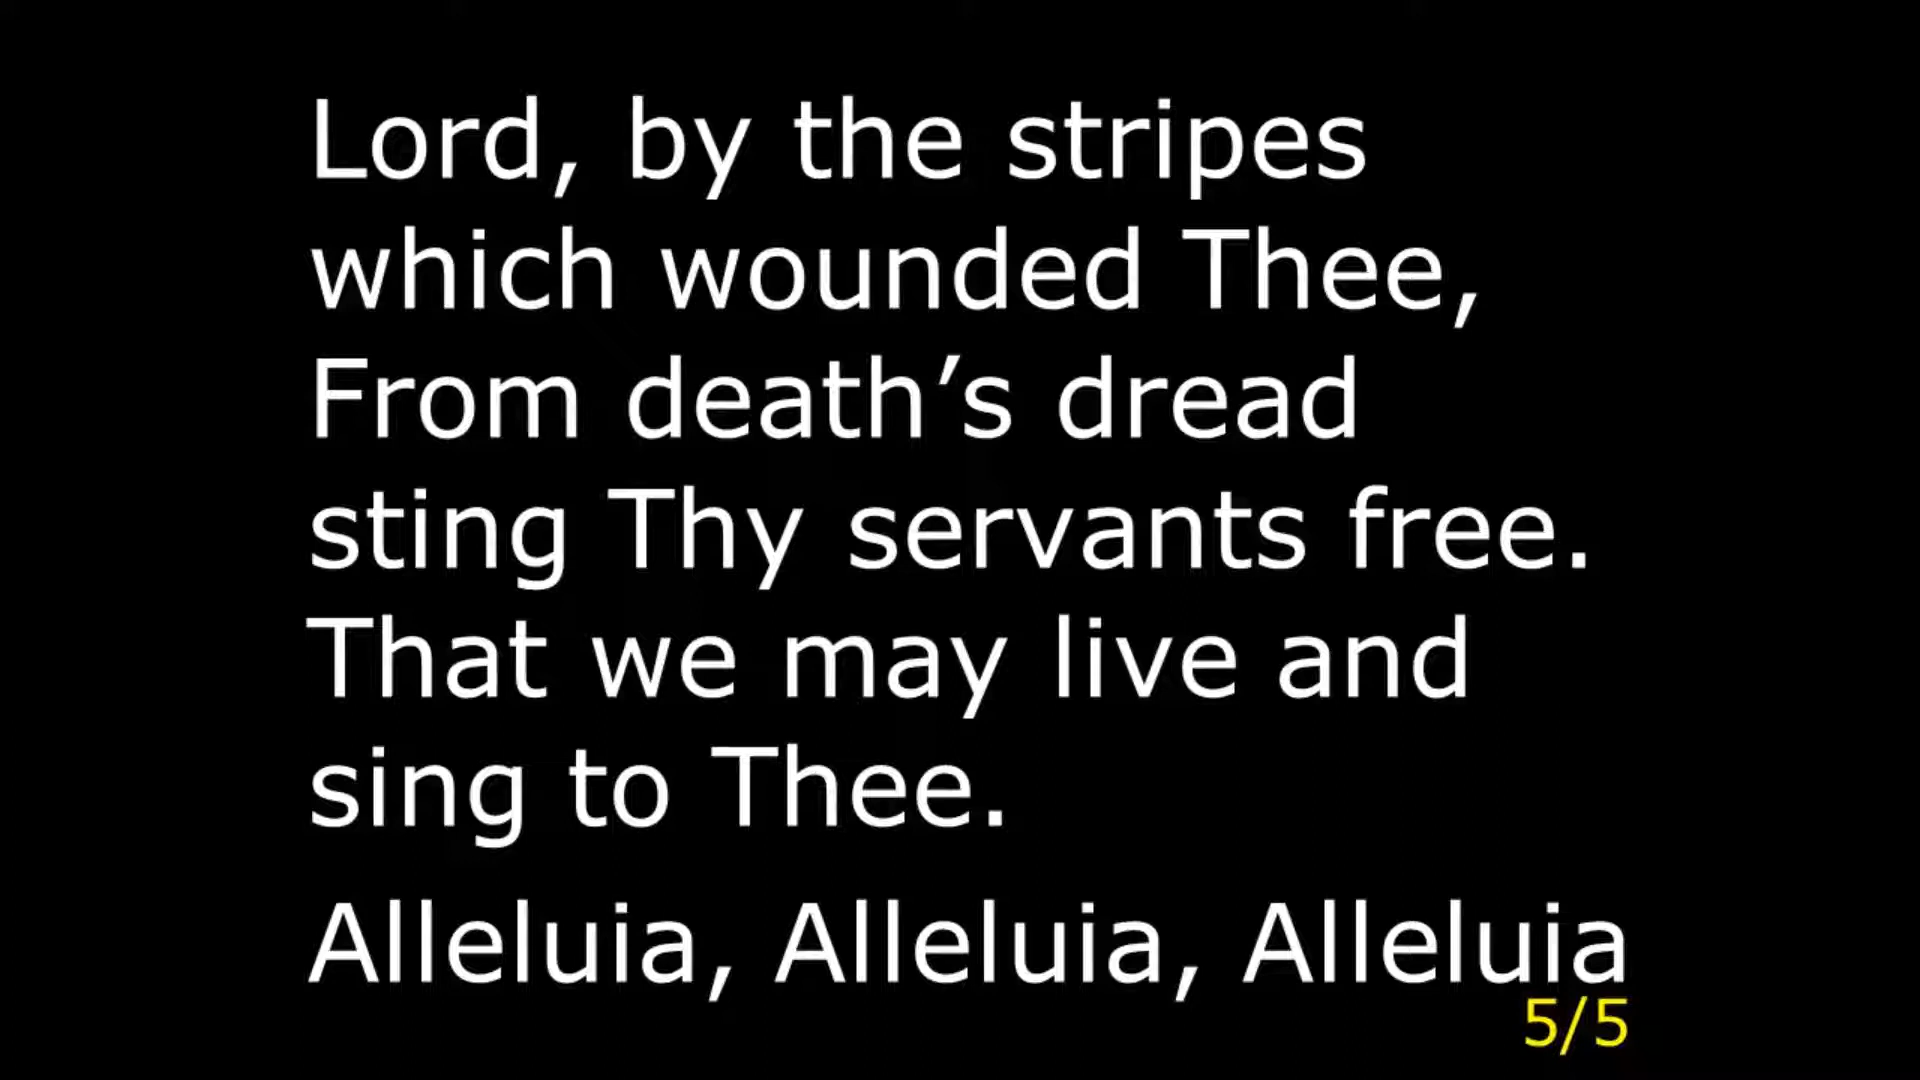 Lord, by the stripes
which wounded Thee,
From death’s dread
sting Thy servants free.
That we may live and
sing to Thee.
Alleluia, Alleluia, Alleluia
5/5